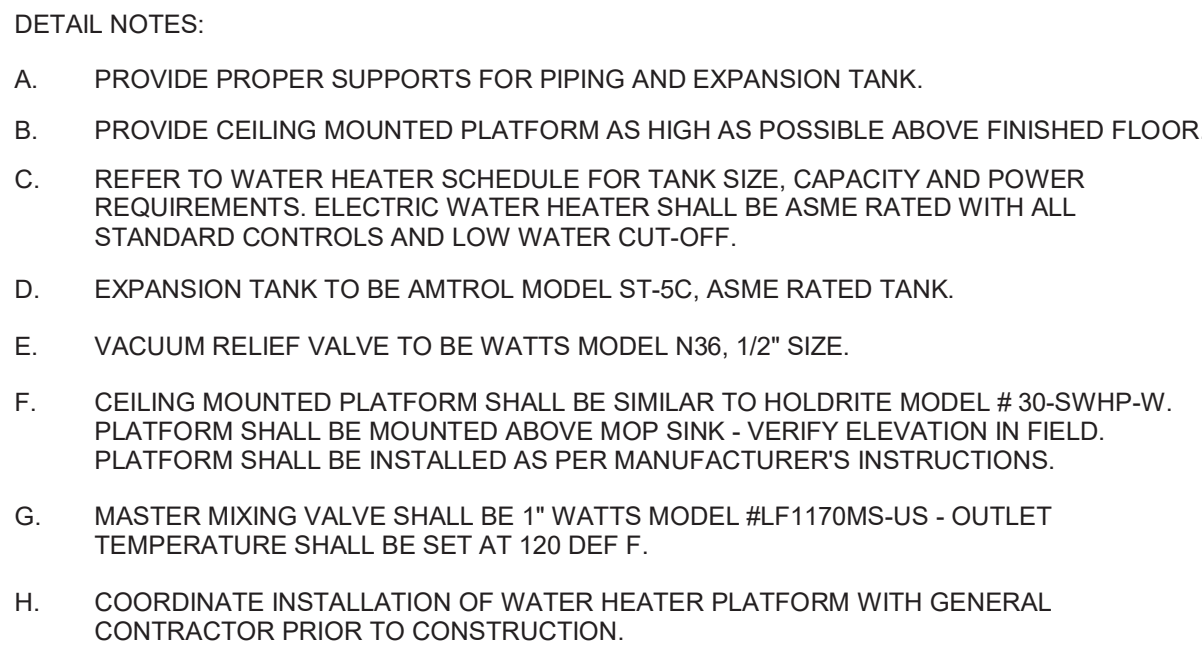 DETAIL NOTES:
A. PROVIDE PROPER SUPPORTS FOR PIPING AND EXPANSION TANK.
B. PROVIDE CEILING MOUNTED PLATFORM AS HIGH AS POSSIBLE ABOVE FINISHED FLOOR
C. REFER TO WATER HEATER SCHEDULE FOR TANK SIZE, CAPACITY AND POWER
REQUIREMENTS. ELECTRIC WATER HEATER SHALL BE ASME RATED WITH ALL
STANDARD CONTROLS AND LOW WATER CUT-OFF.
D. EXPANSION TANK TO BE AMTROL MODEL ST-5C, ASME RATED TANK.
E. VACUUM RELIEF VALVE TO BE WATTS MODEL N36, 1/2" SIZE.
F. CEILING MOUNTED PLATFORM SHALL BE SIMILAR TO HOLDRITE MODEL # 30-SWHP-W.
PLATFORM SHALL BE MOUNTED ABOVE MOP SINK - VERIFY ELEVATION IN FIELD.
PLATFORM SHALL BE INSTALLED AS PER MANUFACTURER'S INSTRUCTIONS.
G. MASTER MIXING VALVE SHALL BE 1" WATTS MODEL #LF1170MS-US - OUTLET
TEMPERATURE SHALL BE SET AT 120 DEF F.
H. COORDINATE INSTALLATION OF WATER HEATER PLATFORM WITH GENERAL
CONTRACTOR PRIOR TO CONSTRUCTION.